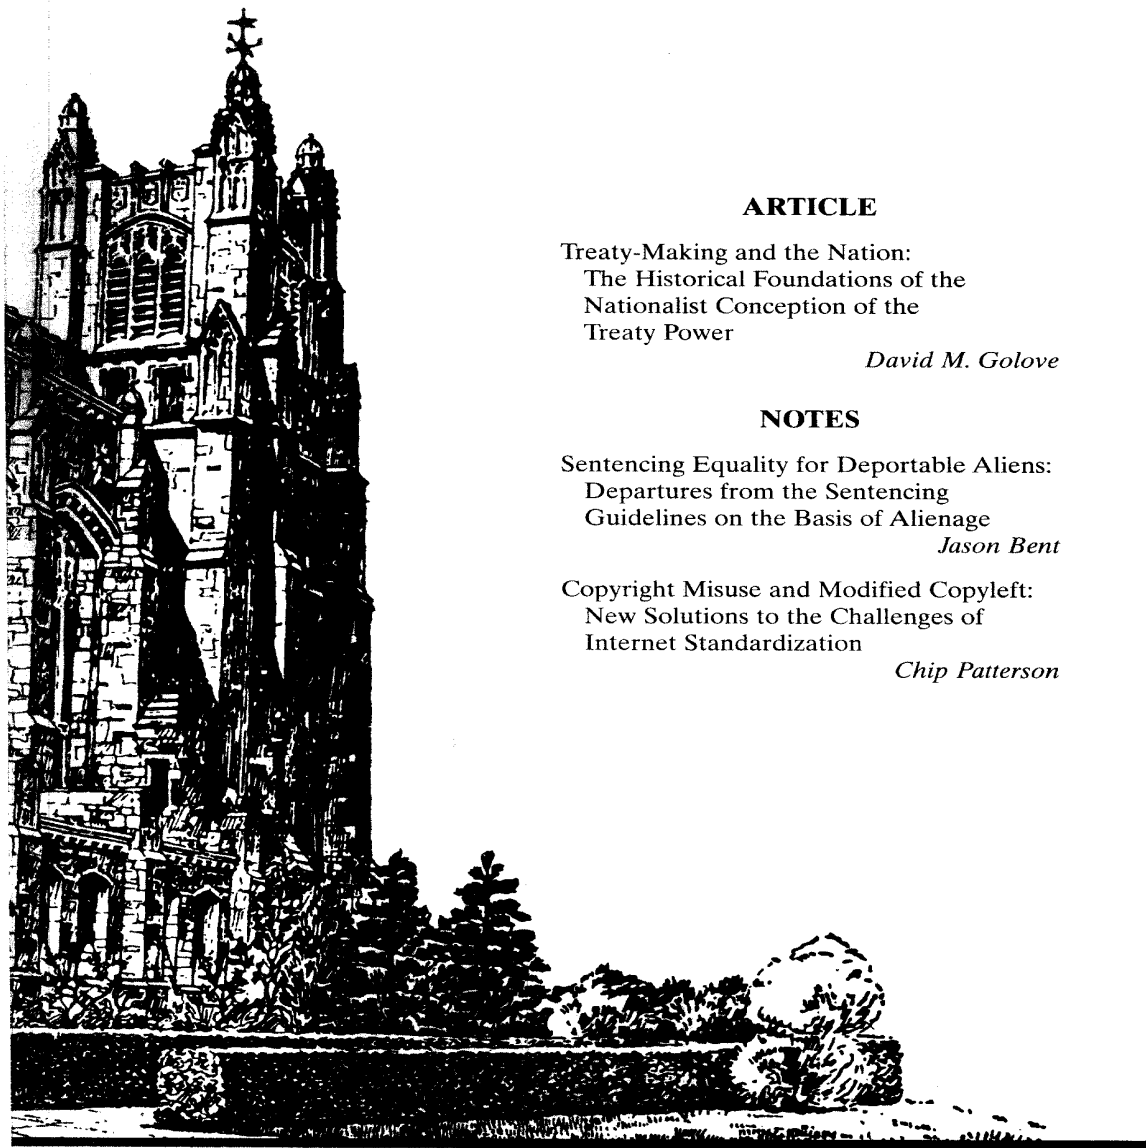 ARTICLE
Treaty-Making and the Nation:
The Historical Foundations of the
Nationalist Conception of the
Treaty Power
David M. Golove
NOTES
Sentencing Equality for Deportable Aliens:
Departures from the Sentencing
Guidelines on the Basis of Alienage
Jason Bent
Copyright Misuse and Modified Copyleft:
New Solutions to the Challenges of
Internet Standardization
Chip Patterson